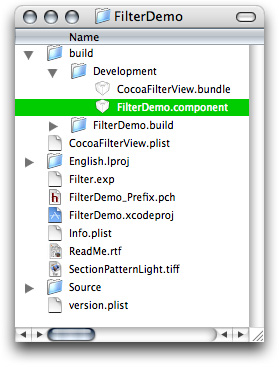 FilterDemo
Name
build
Development
CocoaFilterView.bundle
FilterDemo.component
FilterDemo.build
CocoaFilterView.plist
English.lproj
Filter.exp
FilterDemo_Prefix.pch
FilterDemo.xcodeproj
Info.plist
ReadMe.rtf
SectionPatternLight.tiff
Source
version.plist